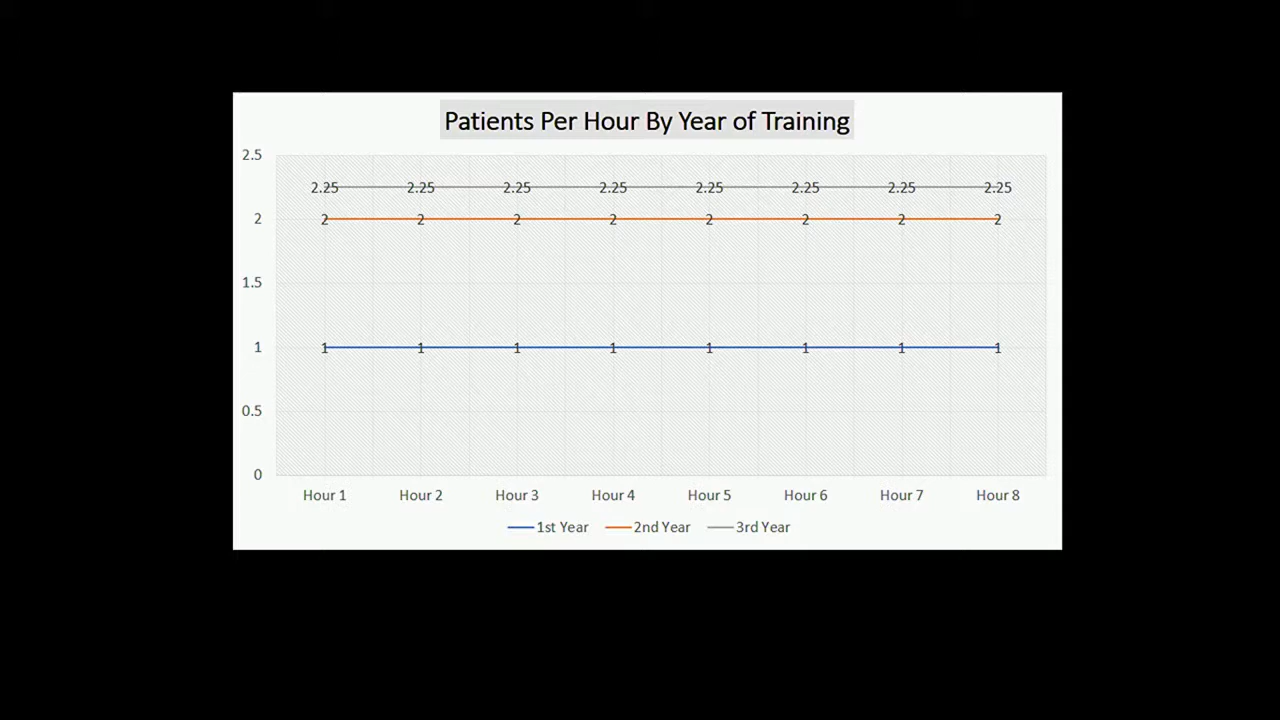 Patients Per Hour By Year of Training
2.5
2.25 2.25 2.25 2.25 2.25 2.25 2.25 2.25
2 2 2 2 2 2 2 2 2
1.5
1 1 1 1 1 1 1 1 1
0.5
0
Hour 1 Hour 2 Hour 3 Hour 4 Hour 5 Hour 6 Hour 7 Hour 8
1st Year 2nd Year 3rd Year